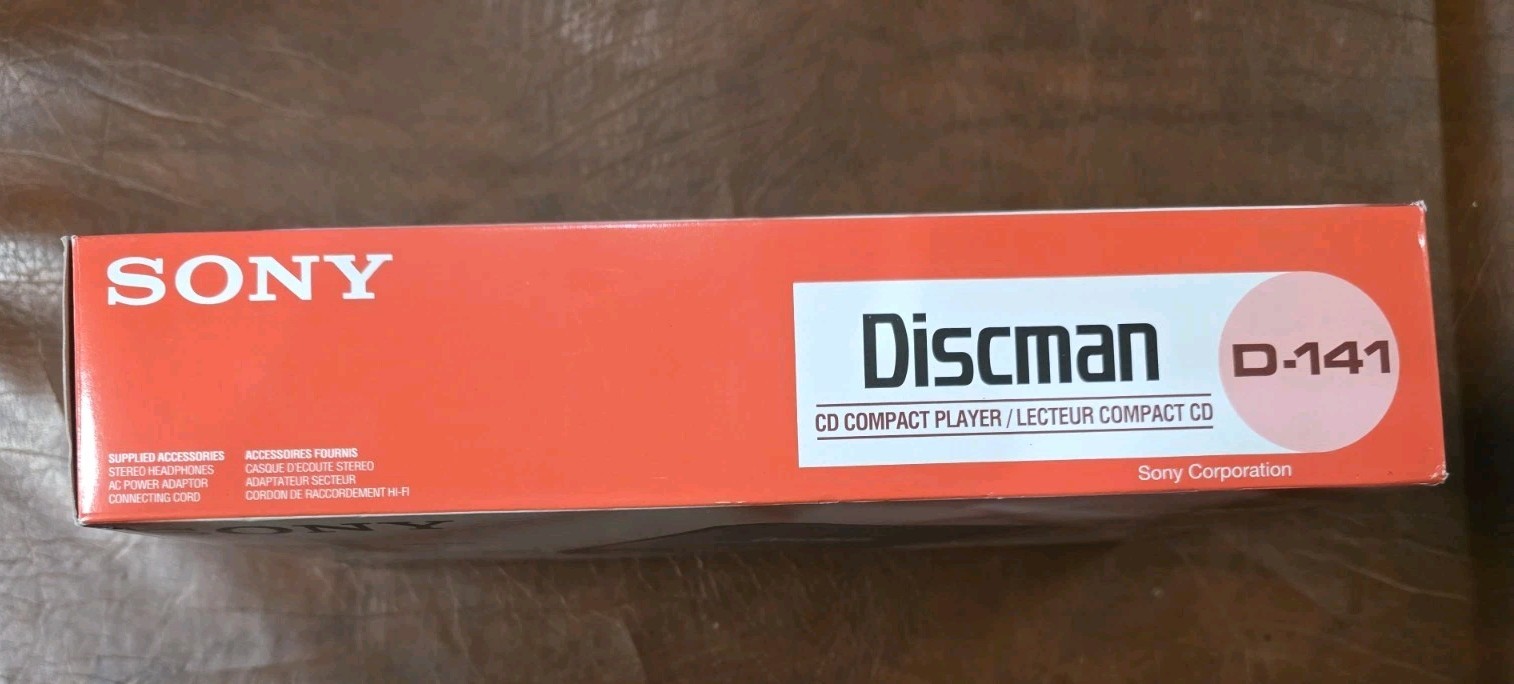 SONY
Discman
D-141
CD COMPACT PLAYER / LECTEUR COMPACT CD
SUPPLIED ACCESSORIES
STEREO HEADPHONES
AC POWER ADAPTOR
CONNECTING CORD
ACCESSOIRES FOURNIS
CASQUE D'ECOUTE STEREO
ADAPTATEUR SECTEUR
CORDON DE RACCORDEMENT HI-FI
Sony Corporation
SONY